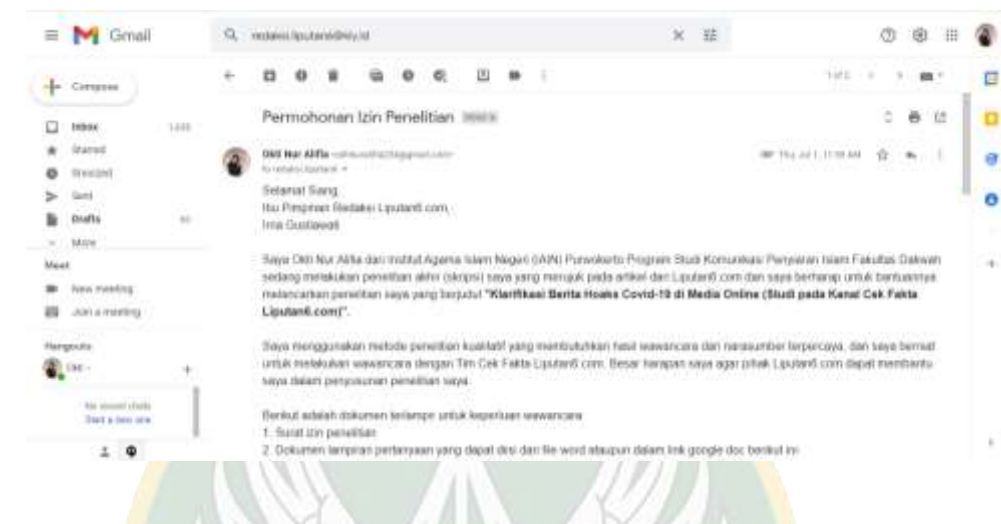 Gmail
Compose
Inbox
Starred
Snoozed
Sent
Drafts
More
Meet
New meeting
Join a meeting
Hangouts
No recent chats
Start a new one
Permohonan Izin Penelitian
Okti Nur Alifia
Selamat Siang,
Ibu Pimpinan Redaksi Liputan6.com,
Irna Gustiawati
Saya Okti Nur Alifia dari Institut Agama Islam Negeri (IAIN) Purwokerto Program Studi Komunikasi Penyiaran Islam Fakultas Dakwah
sedang melakukan penelitian akhir (skripsi) saya yang merujuk pada artikel dari Liputan6.com dan saya berharap untuk bantuannya
melancarkan penelitian saya yang berjudul "Klarifikasi Berita Hoaks Covid-19 di Media Online (Studi pada Kanal Cek Fakta
Liputan6.com)".
Saya menggunakan metode penelitian kualitatif yang membutuhkan hasil wawancara dari narasumber terpercaya, dan saya berniat
untuk melakukan wawancara dengan Tim Cek Fakta Liputan6.com. Besar harapan saya agar pihak Liputan6.com dapat membantu
saya dalam penyusunan penelitian saya.
Berikut adalah dokumen terlampir untuk keperluan wawancara
1. Surat izin penelitian
2. Dokumen lampiran pertanyaan yang dapat diisi dari file word ataupun dalam link google doc berikut ini